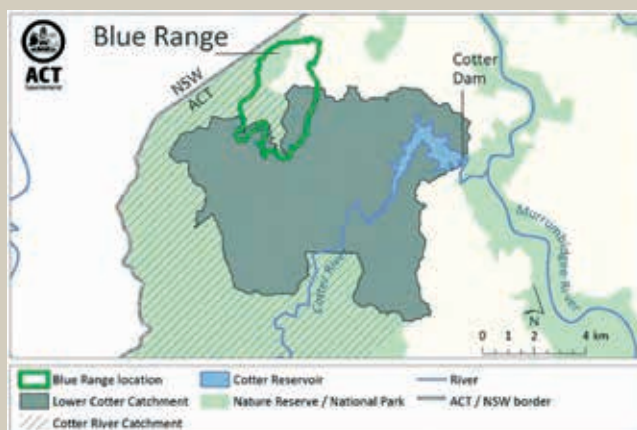 Blue Range
ACT
Government
NSW
ACT
Cotter
Dam
Cotter River
Murrumbidgee
River
N
0 2 4 km
Blue Range location
Cotter Reservoir
River
Lower Cotter Catchment
Nature Reserve / National Park
ACT / NSW border
Cotter River Catchment